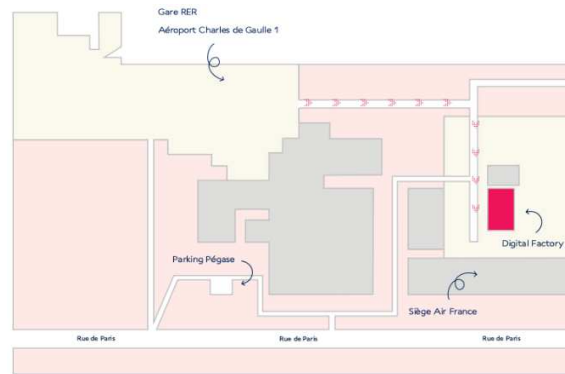 Gare RER
Aéroport Charles de Gaulle 1
Digital Factory
Parking Pégase
Siège Air France
Rue de Paris
Rue de Paris
Rue de Paris